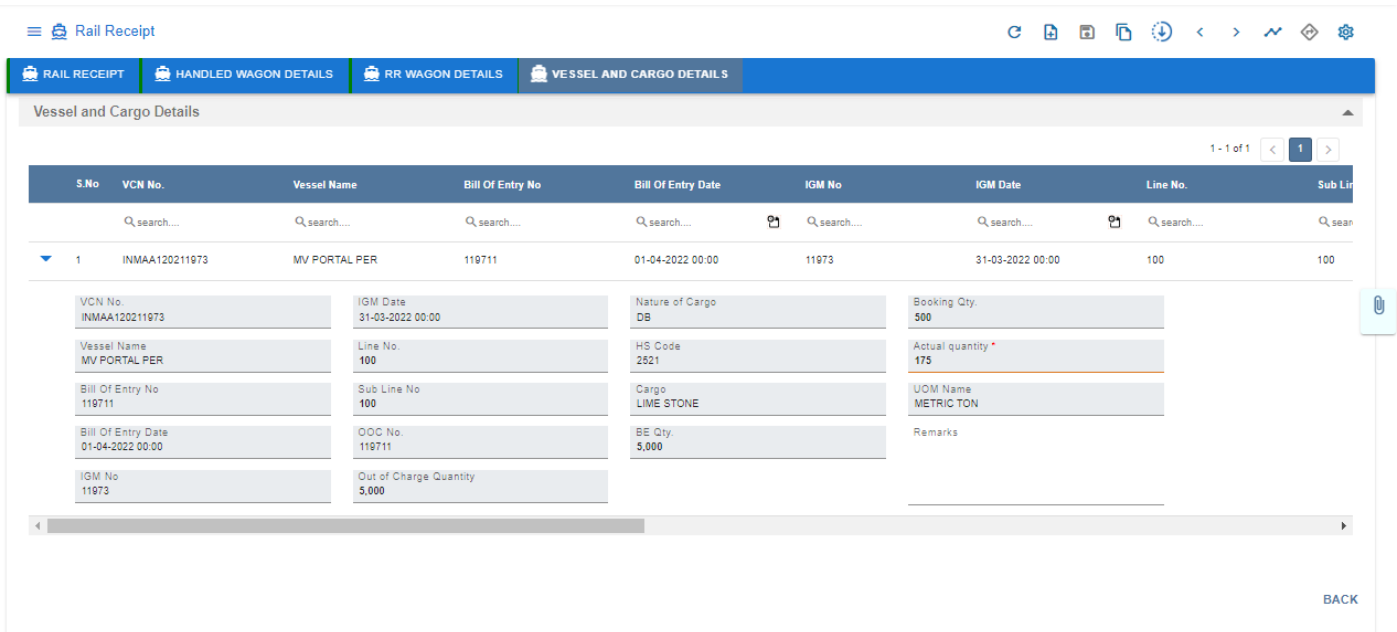 Rail Receipt
RAIL RECEIPT HANDLED WAGON DETAILS RR WAGON DETAILS VESSEL AND CARGO DETAILS
Vessel and Cargo Details
1 - 1 of 1 < 1 >
S.No VCN No. Vessel Name Bill Of Entry No Bill Of Entry Date IGM No IGM Date Line No. Sub Lin
search.... search.... search.... search.... search.... search.... search.... sear
1 INMAA120211973 MV PORTAL PER 119711 01-04-2022 00:00 11973 31-03-2022 00:00 100 100
VCN No. IGM Date Nature of Cargo Booking Qty.
INMAA120211973 31-03-2022 00:00 DB 500
Vessel Name Line No. HS Code Actual quantity *
MV PORTAL PER 100 2521 175
Bill Of Entry No Sub Line No Cargo UOM Name
119711 100 LIME STONE METRIC TON
Bill Of Entry Date OOC No. BE Qty. Remarks
01-04-2022 00:00 119711 5,000
IGM No Out of Charge Quantity
11973 5,000
BACK